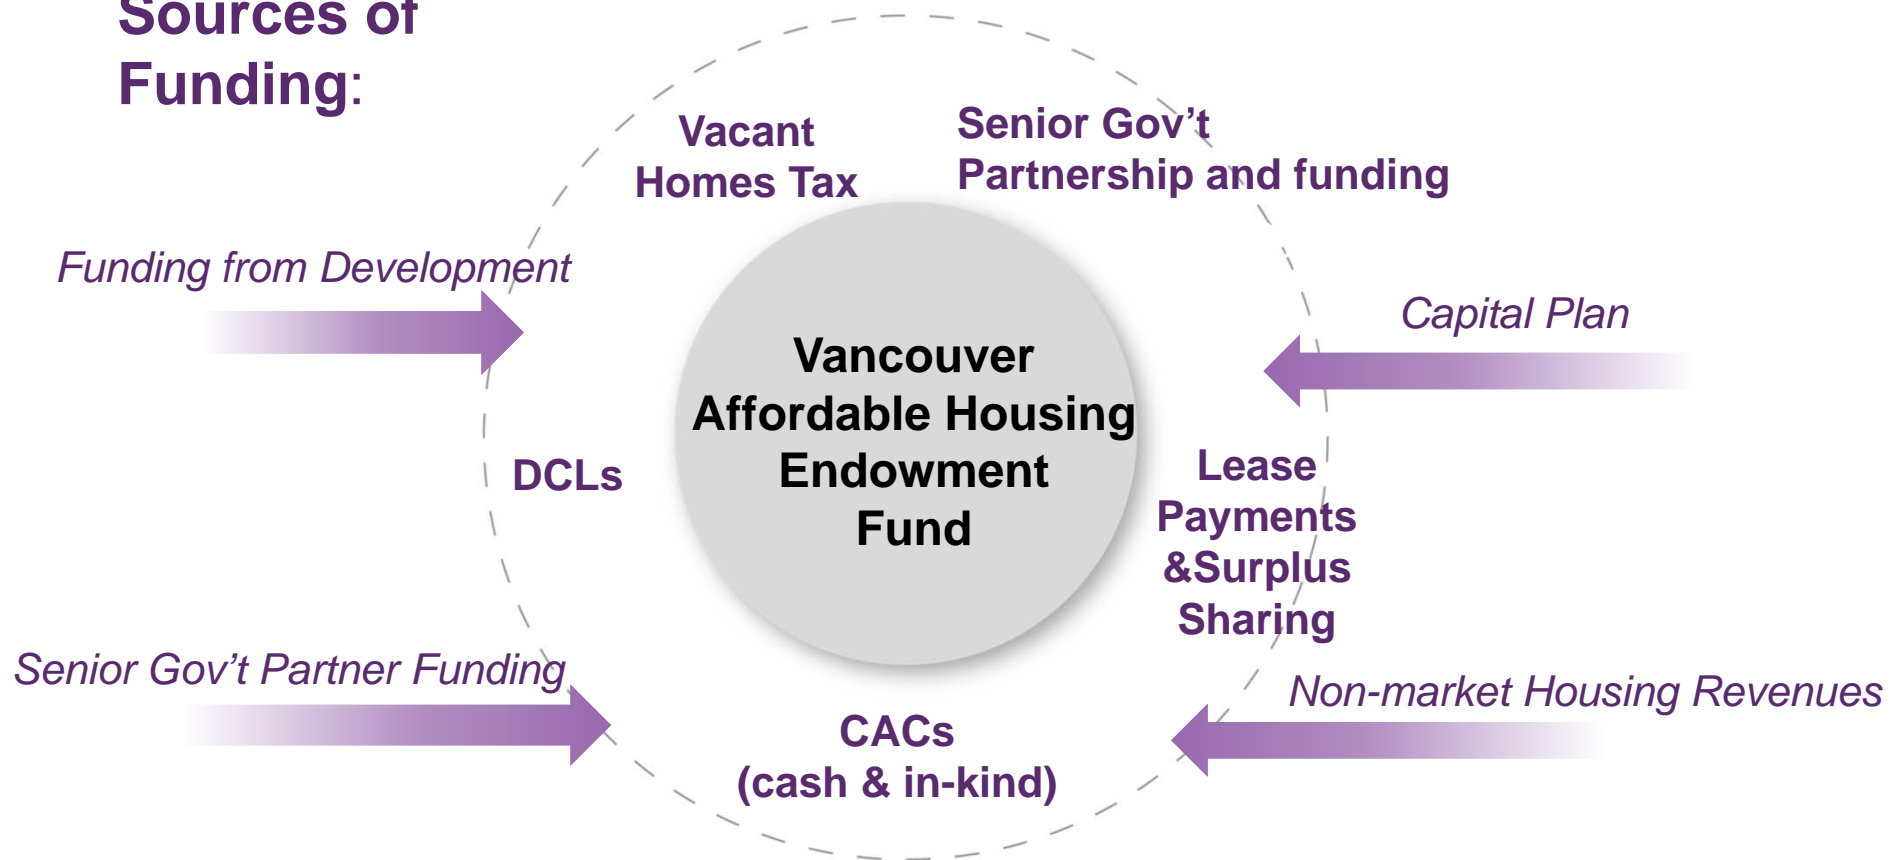 Sources of
Funding:
Vacant
Homes Tax
Senior Gov't
Partnership and funding
Funding from Development
Capital Plan
Vancouver
Affordable Housing
Endowment
Fund
DCLs
Lease
Payments
&Surplus
Sharing
Senior Gov't Partner Funding
Non-market Housing Revenues
CACs
(cash & in-kind)